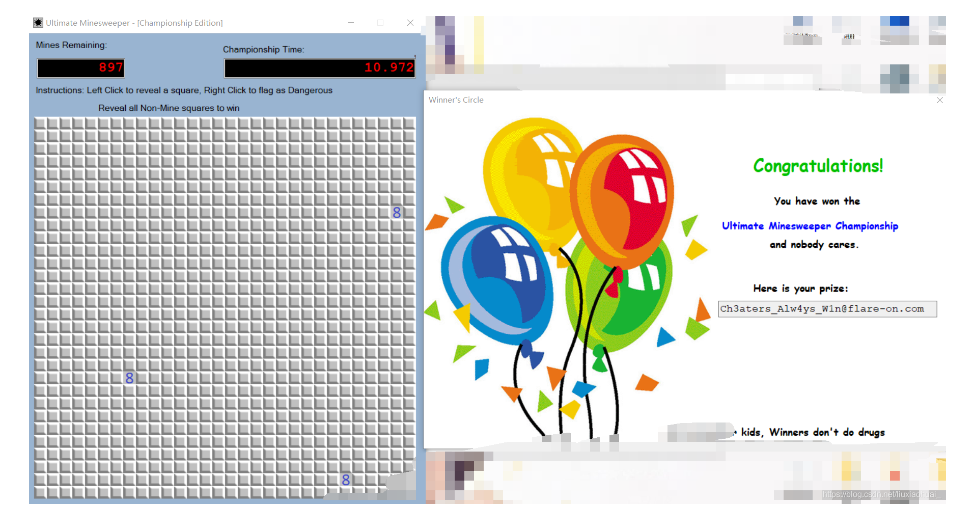 Ultimate Minesweeper - [Championship Edition]
Mines Remaining:
897
Championship Time:
10.972
Instructions: Left Click to reveal a square, Right Click to flag as Dangerous
Reveal all Non-Mine squares to win
8
8
8
Winner's Circle
Congratulations!
You have won the
Ultimate Minesweeper Championship
and nobody cares.
Here is your prize:
Ch3aters_Alw4ys_W1n@flare-on.com
kids, Winners don't do drugs